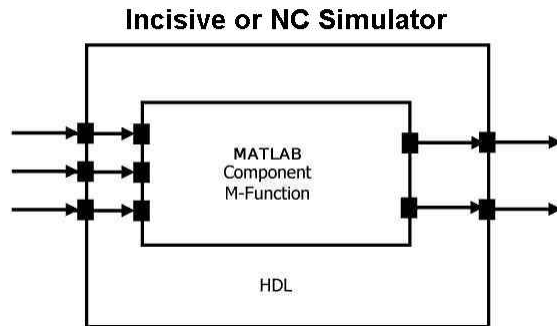 Incisive or NC Simulator
MATLAB
Component
M-Function
HDL